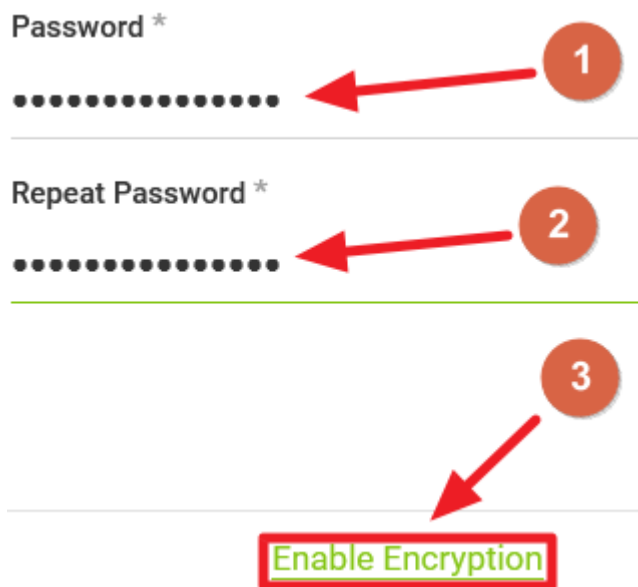 Password *
1
•••••••••••••••
Repeat Password *
2
•••••••••••••••
3
Enable Encryption